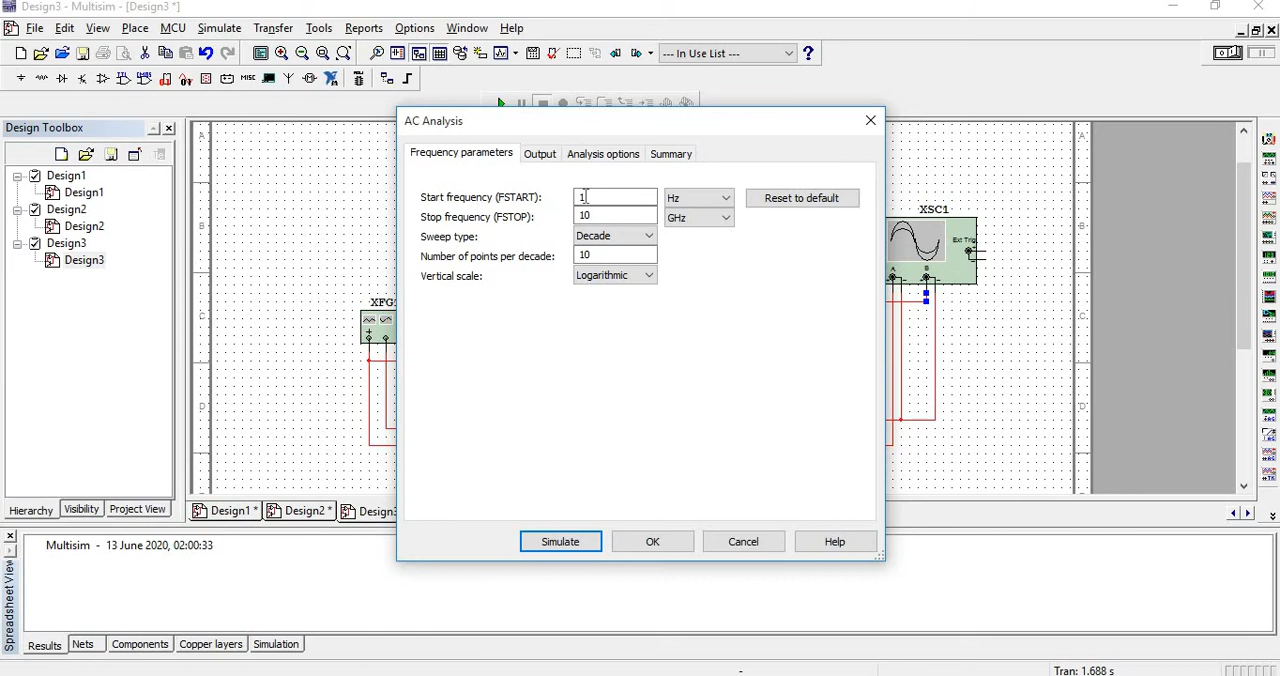 Design3 - Multisim - [Design3 *]
File Edit View Place MCU Simulate Transfer Tools Reports Options Window Help
--- In Use List ---
MISC
Design Toolbox
Design1
Design1
Design2
Design2
Design3
Design3
Hierarchy Visibility Project View
A
C
D
XFG1
+
AC Analysis
Frequency parameters Output Analysis options Summary
Start frequency (FSTART): 1 Hz Reset to default
Stop frequency (FSTOP): 10 GHz
Sweep type: Decade
Number of points per decade: 10
Vertical scale: Logarithmic
Simulate OK Cancel Help
XSC1
Ext Trig
A B
A
C
D
Design1 * Design2 * Design3
Multisim - 13 June 2020, 02:00:33
Spreadsheet View
Results Nets Components Copper layers Simulation
- Tran: 1.688 s